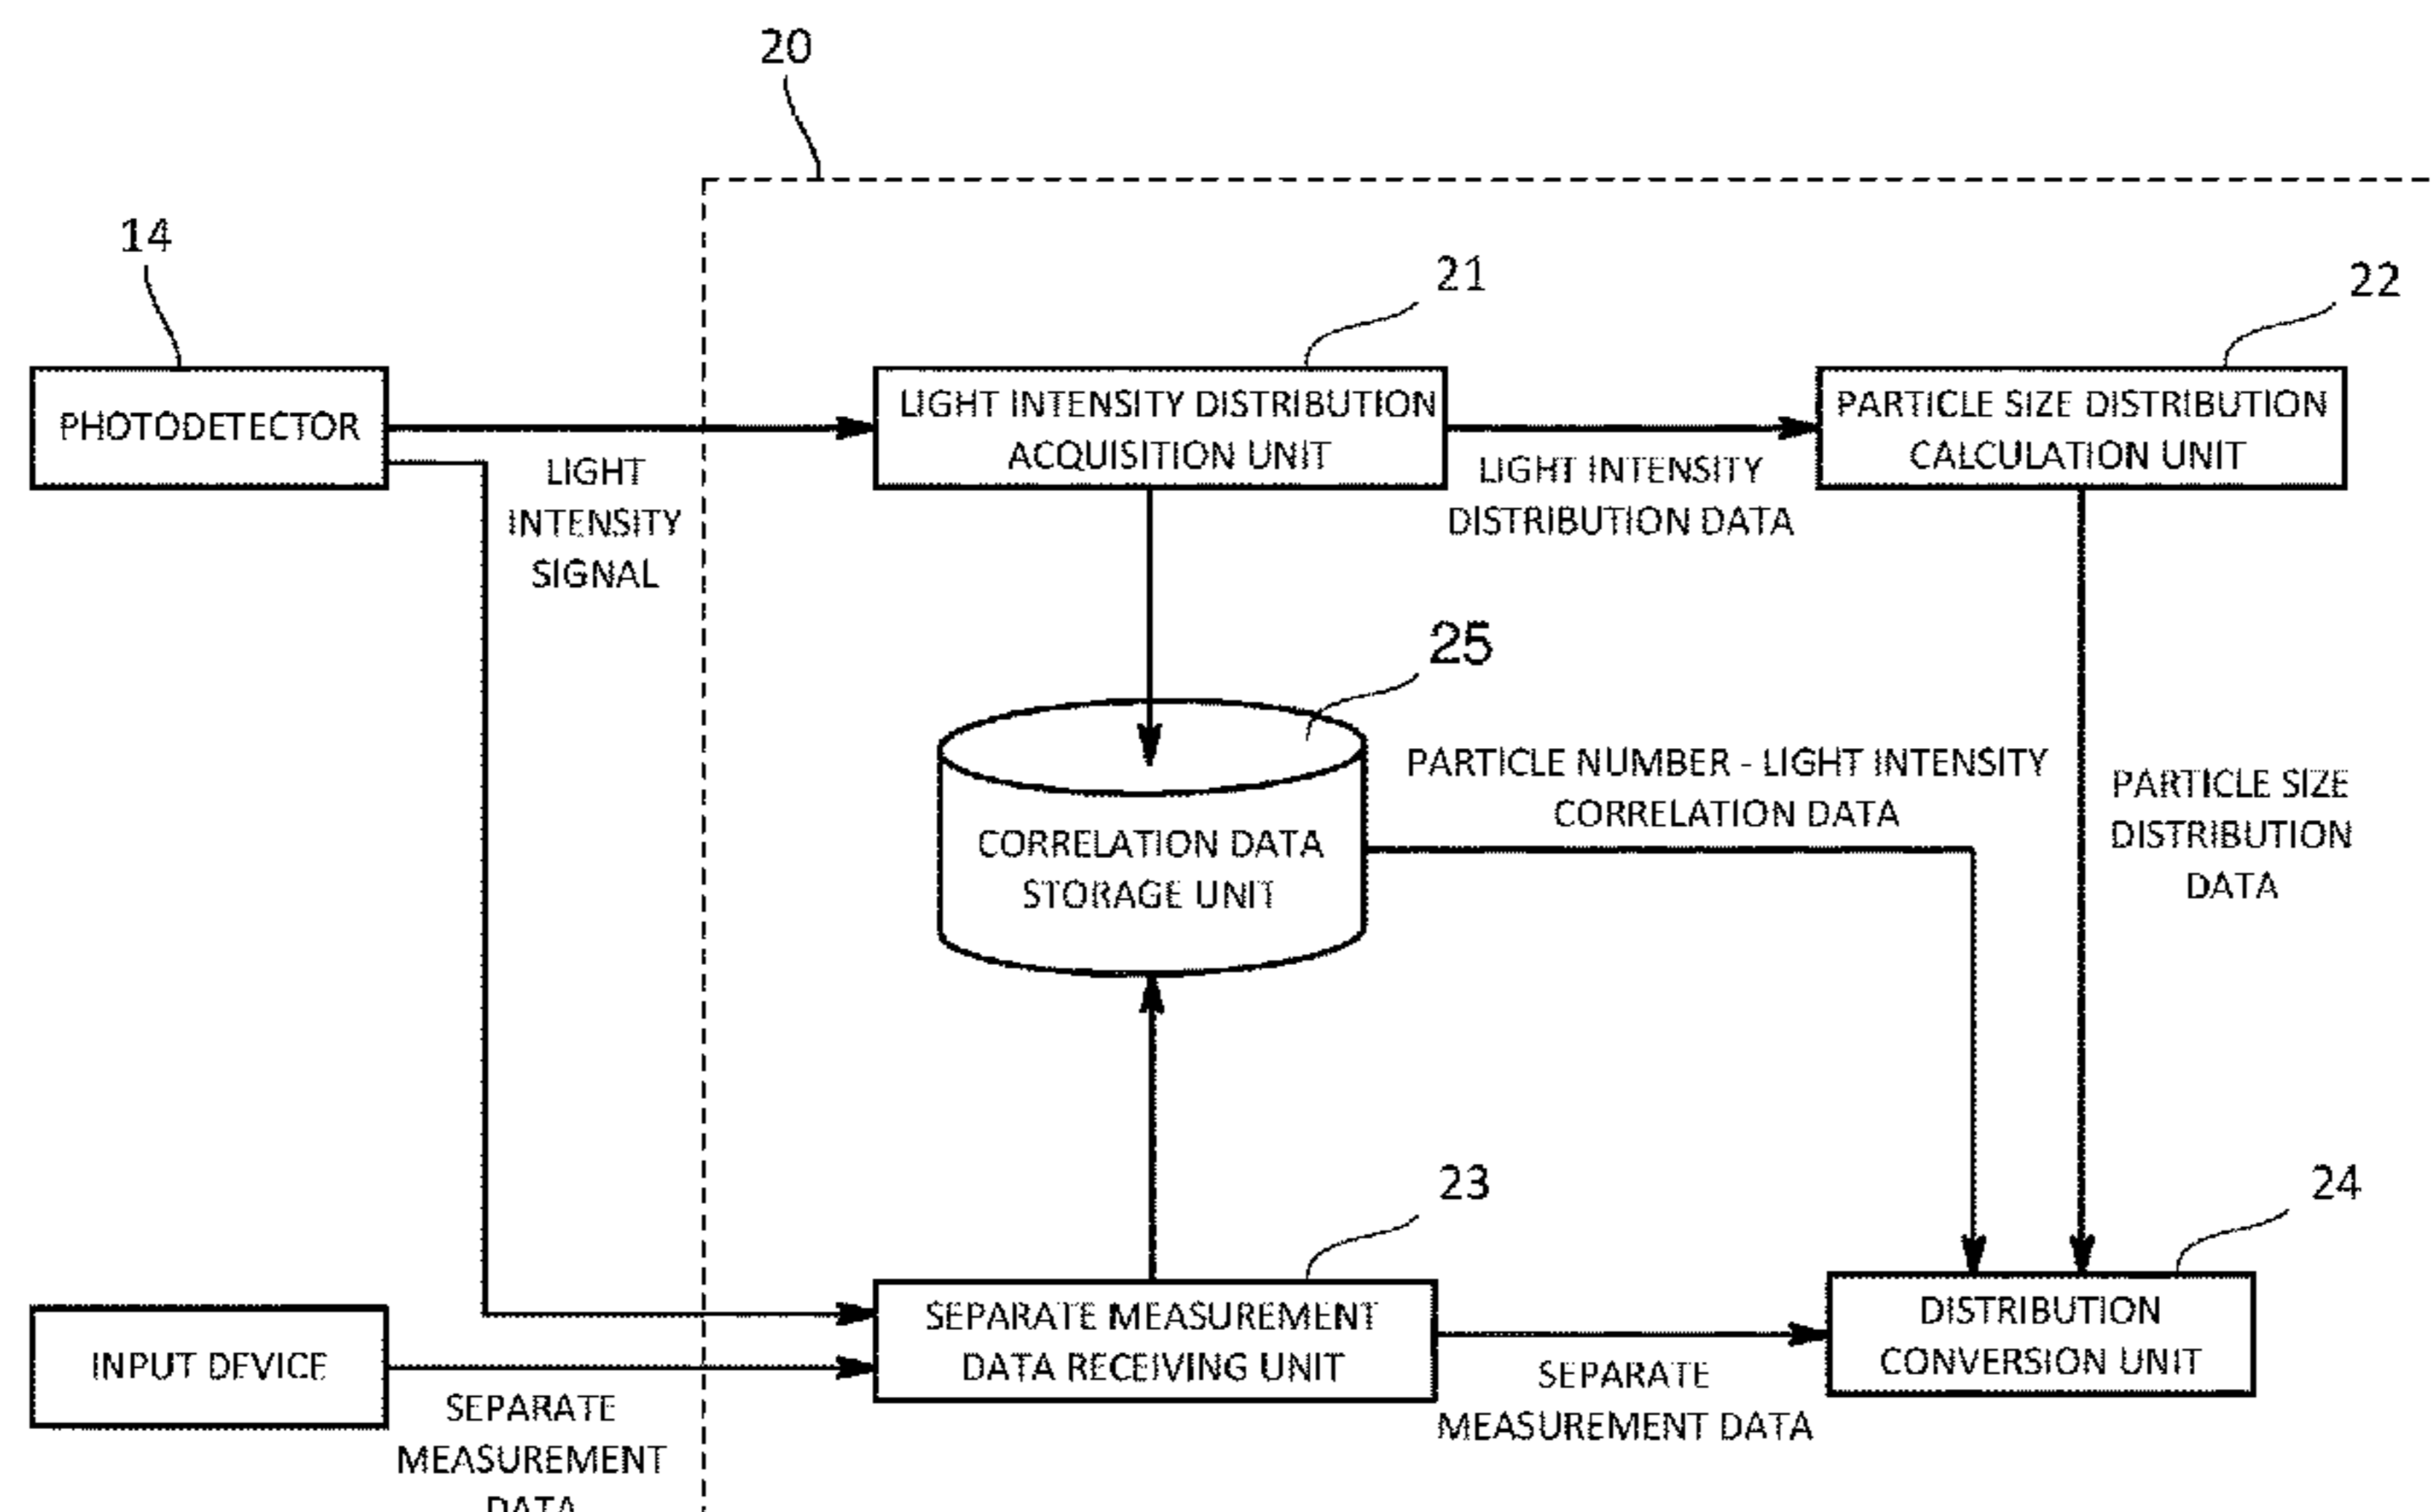 20
14
21
22
PHOTODETECTOR
LIGHT INTENSITY DISTRIBUTION
ACQUISITION UNIT
PARTICLE SIZE DISTRIBUTION
CALCULATION UNIT
LIGHT
INTENSITY
SIGNAL
LIGHT INTENSITY
DISTRIBUTION DATA
25
CORRELATION DATA
STORAGE UNIT
PARTICLE NUMBER - LIGHT INTENSITY
CORRELATION DATA
PARTICLE SIZE
DISTRIBUTION
DATA
23
24
INPUT DEVICE
SEPARATE MEASUREMENT
DATA RECEIVING UNIT
DISTRIBUTION
CONVERSION UNIT
SEPARATE
MEASUREMENT
DATA
SEPARATE
MEASUREMENT DATA